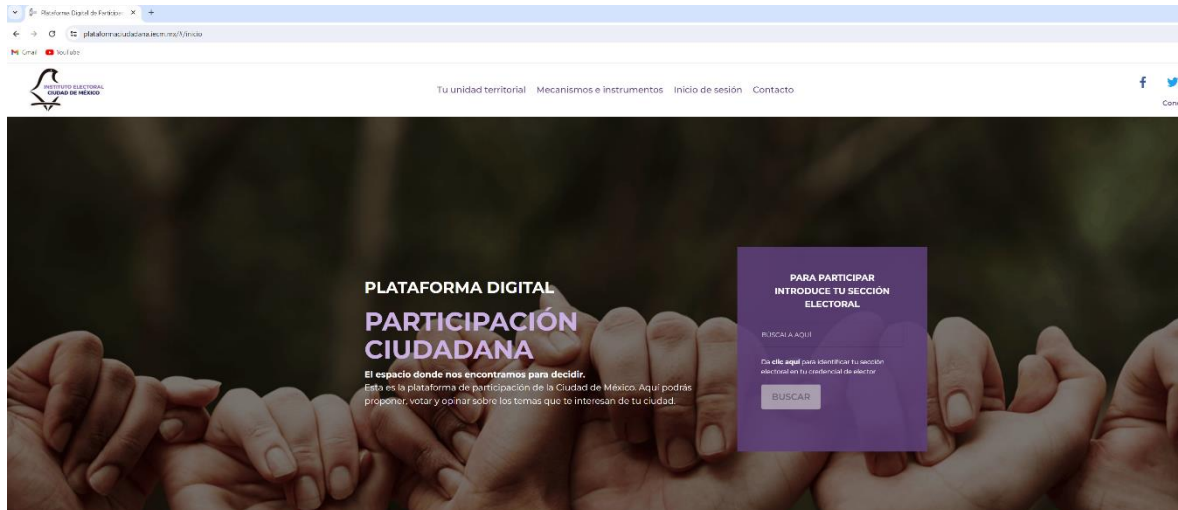 Plataforma Digital de Particip
plataformaciudadana.iecm.mx/#/inicio
Gmail YouTube
INSTITUTO ELECTORAL
CIUDAD DE MÉXICO
Tu unidad territorial Mecanismos e instrumentos Inicio de sesión Contacto
PLATAFORMA DIGITAL
PARTICIPACIÓN
CIUDADANA
El espacio donde nos encontramos para decidir.
Esta es la plataforma de participación de la Ciudad de México. Aquí podrás
proponer, votar y opinar sobre los temas que te interesan de tu ciudad.
PARA PARTICIPAR
INTRODUCE TU SECCIÓN
ELECTORAL
BÚSCALA AQUÍ
Da clic aquí para identificar tu sección
electoral en tu credencial de elector
BUSCAR